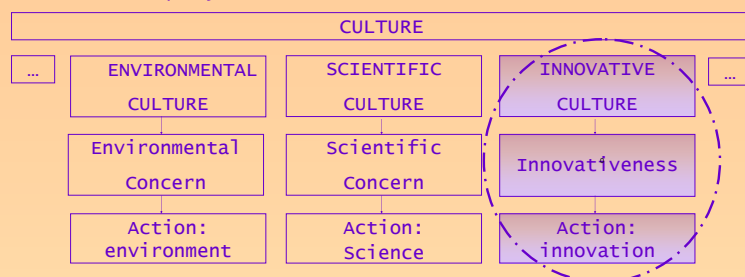 CULTURE
...
ENVIRONMENTAL
CULTURE
SCIENTIFIC
CULTURE
INNOVATIVE
CULTURE
...
Environmental
Concern
Scientific
Concern
Innovativeness
Action:
environment
Action:
Science
Action:
innovation